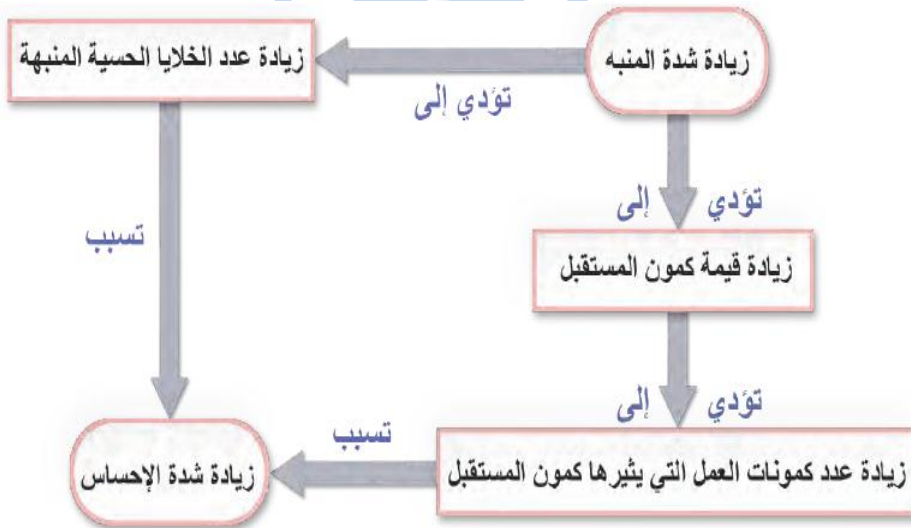 زيادة شدة المنبه
تؤدي إلى
زيادة عدد الخلايا الحسية المنبهة
تؤدي إلى
زيادة قيمة كمون المستقبل
تسبب
تؤدي إلى
زيادة عدد كمونات العمل التي يثيرها كمون المستقبل
تسبب
زيادة شدة الإحساس